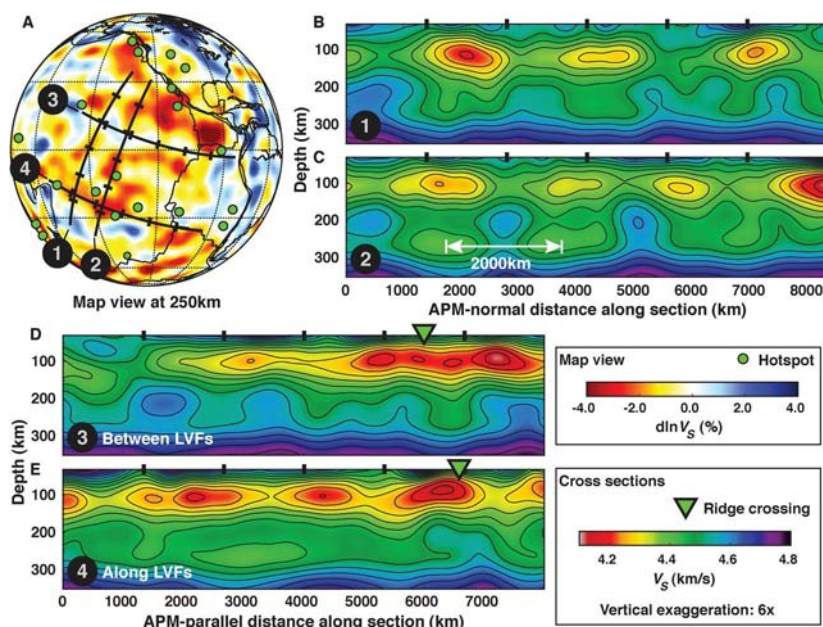 A
3
4
1
2
Map view at 250km
B
Depth (km)
100
200
300
1
C
100
200
300
2
2000km
0 1000 2000 3000 4000 5000 6000 7000 8000
APM-normal distance along section (km)
D
Depth (km)
100
200
300
3 Between LVFs
E
100
200
300
4 Along LVFs
0 1000 2000 3000 4000 5000 6000 7000
APM-parallel distance along section (km)
Map view
Hotspot
-4.0 -2.0 0.0 2.0 4.0
dln VS (%)
Cross sections
Ridge crossing
4.2 4.4 4.6 4.8
VS (km/s)
Vertical exaggeration: 6x